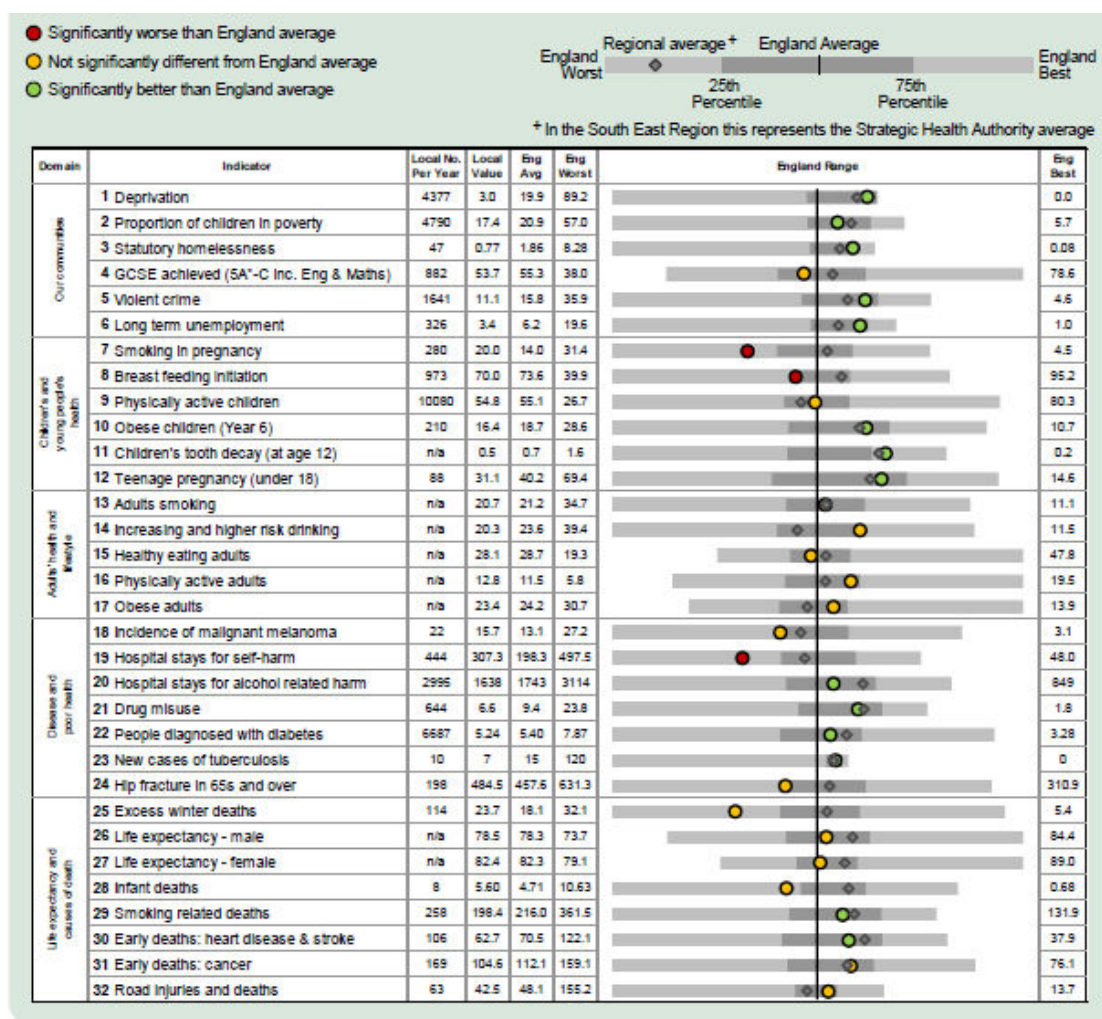 Significantly worse than England average
Not significantly different from England average
Significantly better than England average
England Worst
Regional average+
England Average
England Best
25th Percentile
75th Percentile
+ In the South East Region this represents the Strategic Health Authority average
Domain Indicator Local No. Per Year Local Value Eng Avg Eng Worst England Range Eng Best
Our communities
1 Deprivation 4377 3.0 19.9 89.2 0.0
2 Proportion of children in poverty 4790 17.4 20.9 57.0 5.7
3 Statutory homelessness 47 0.77 1.86 8.28 0.08
4 GCSE achieved (5A*-C inc. Eng & Maths) 882 53.7 55.3 38.0 78.6
5 Violent crime 1641 11.1 15.8 35.9 4.6
6 Long term unemployment 326 3.4 6.2 19.6 1.0
Children's and young people's health
7 Smoking in pregnancy 280 20.0 14.0 31.4 4.5
8 Breast feeding initiation 973 70.0 73.6 39.9 95.2
9 Physically active children 10080 54.8 55.1 26.7 80.3
10 Obese children (Year 6) 210 16.4 18.7 28.6 10.7
11 Children's tooth decay (at age 12) n/a 0.5 0.7 1.6 0.2
12 Teenage pregnancy (under 18) 88 31.1 40.2 69.4 14.6
Adults' health and lifestyle
13 Adults smoking n/a 20.7 21.2 34.7 11.1
14 Increasing and higher risk drinking n/a 20.3 23.6 39.4 11.5
15 Healthy eating adults n/a 28.1 28.7 19.3 47.8
16 Physically active adults n/a 12.8 11.5 5.8 19.5
17 Obese adults n/a 23.4 24.2 30.7 13.9
Disease and poor health
18 Incidence of malignant melanoma 22 15.7 13.1 27.2 3.1
19 Hospital stays for self-harm 444 307.3 198.3 497.5 48.0
20 Hospital stays for alcohol related harm 2995 1638 1743 3114 849
21 Drug misuse 644 6.6 9.4 23.8 1.8
22 People diagnosed with diabetes 6687 5.24 5.40 7.87 3.28
23 New cases of tuberculosis 10 7 15 120 0
24 Hip fracture in 65s and over 198 484.5 457.6 631.3 310.9
Life expectancy and causes of death
25 Excess winter deaths 114 23.7 18.1 32.1 5.4
26 Life expectancy - male n/a 78.5 78.3 73.7 84.4
27 Life expectancy - female n/a 82.4 82.3 79.1 89.0
28 Infant deaths 8 5.60 4.71 10.63 0.68
29 Smoking related deaths 258 198.4 216.0 361.5 131.9
30 Early deaths: heart disease & stroke 106 62.7 70.5 122.1 37.9
31 Early deaths: cancer 169 104.6 112.1 159.1 76.1
32 Road injuries and deaths 63 42.5 48.1 155.2 13.7